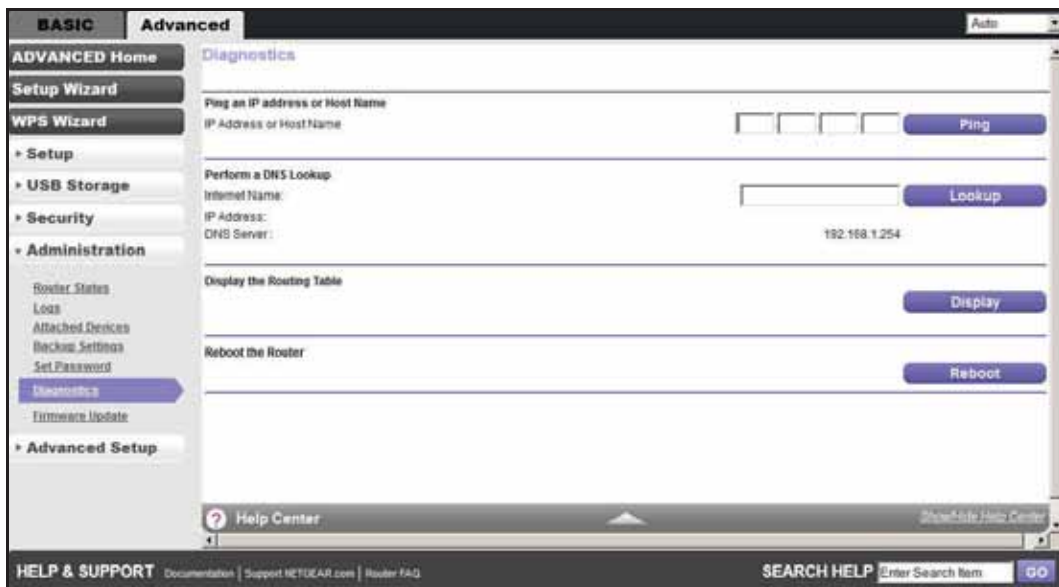 BASIC
Advanced
Auto
ADVANCED Home
Setup Wizard
WPS Wizard
Setup
USB Storage
Security
Administration
Router States
Logs
Attached Devices
Backup Settings
Set Password
Diagnostics
Firmware Update
Advanced Setup
Diagnostics
Ping an IP address or Host Name
IP Address or Host Name
Ping
Perform a DNS Lookup
Internet Name:
Lookup
IP Address:
DNS Server: 192.168.1.254
Display the Routing Table
Display
Reboot the Router
Reboot
? Help Center
Show/Hide Help Center
HELP & SUPPORT Documentation | Support NETGEAR.com | Router FAQ
SEARCH HELP Enter Search Item GO